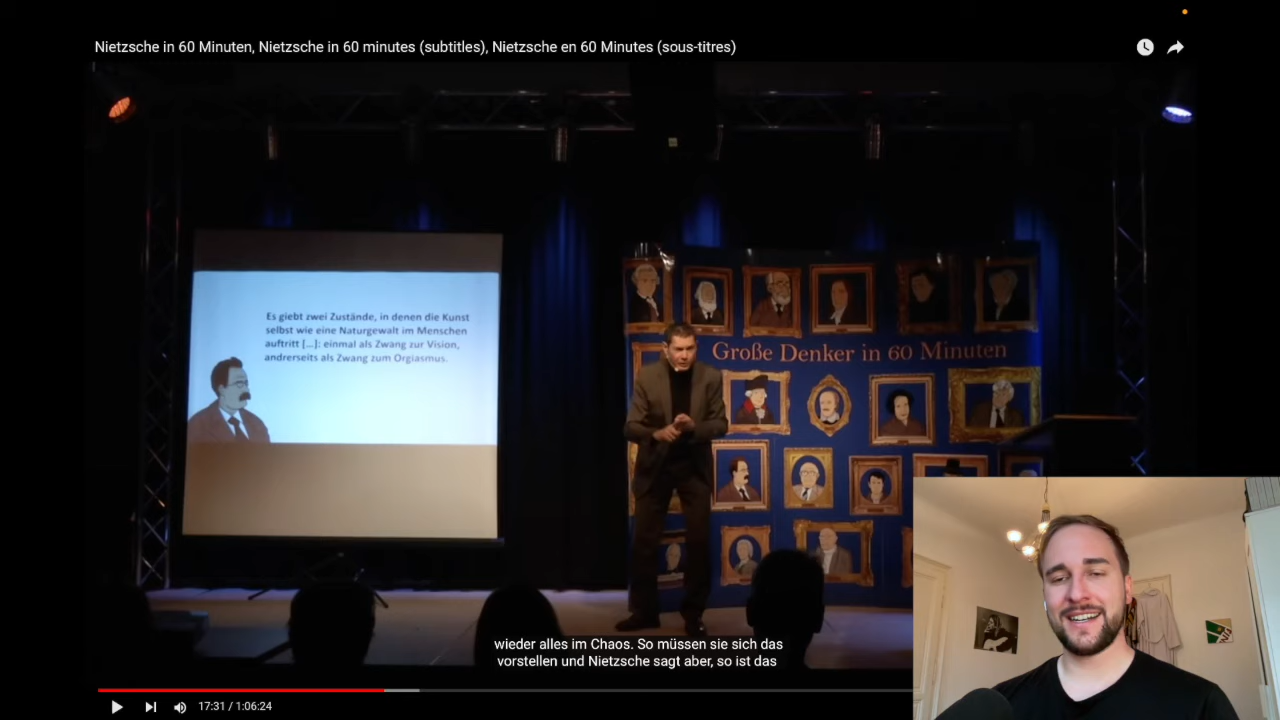 Nietzsche in 60 Minuten, Nietzsche in 60 minutes (subtitles), Nietzsche en 60 Minutes (sous-titres)
Es giebt zwei Zustände, in denen die Kunst
selbst wie eine Naturgewalt im Menschen
auftritt [...]: einmal als Zwang zur Vision,
andrerseits als Zwang zum Orgiasmus.
Große Denker in 60 Minuten
wieder alles im Chaos. So müssen sie sich das
vorstellen und Nietzsche sagt aber, so ist das
17:31 / 1:06:24